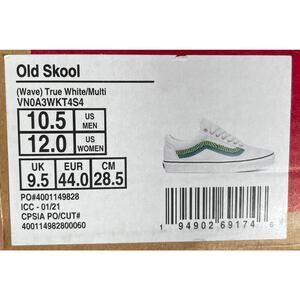 Old Skool
(Wave) True White/Multi
VN0A3WKT4S4
10.5 US MEN
12.0 US WOMEN
UK EUR CM
9.5 44.0 28.5
PO#4001149828
ICC - 01/21
CPSIA PO/CUT#
400114982800060
1 94902 69174 6